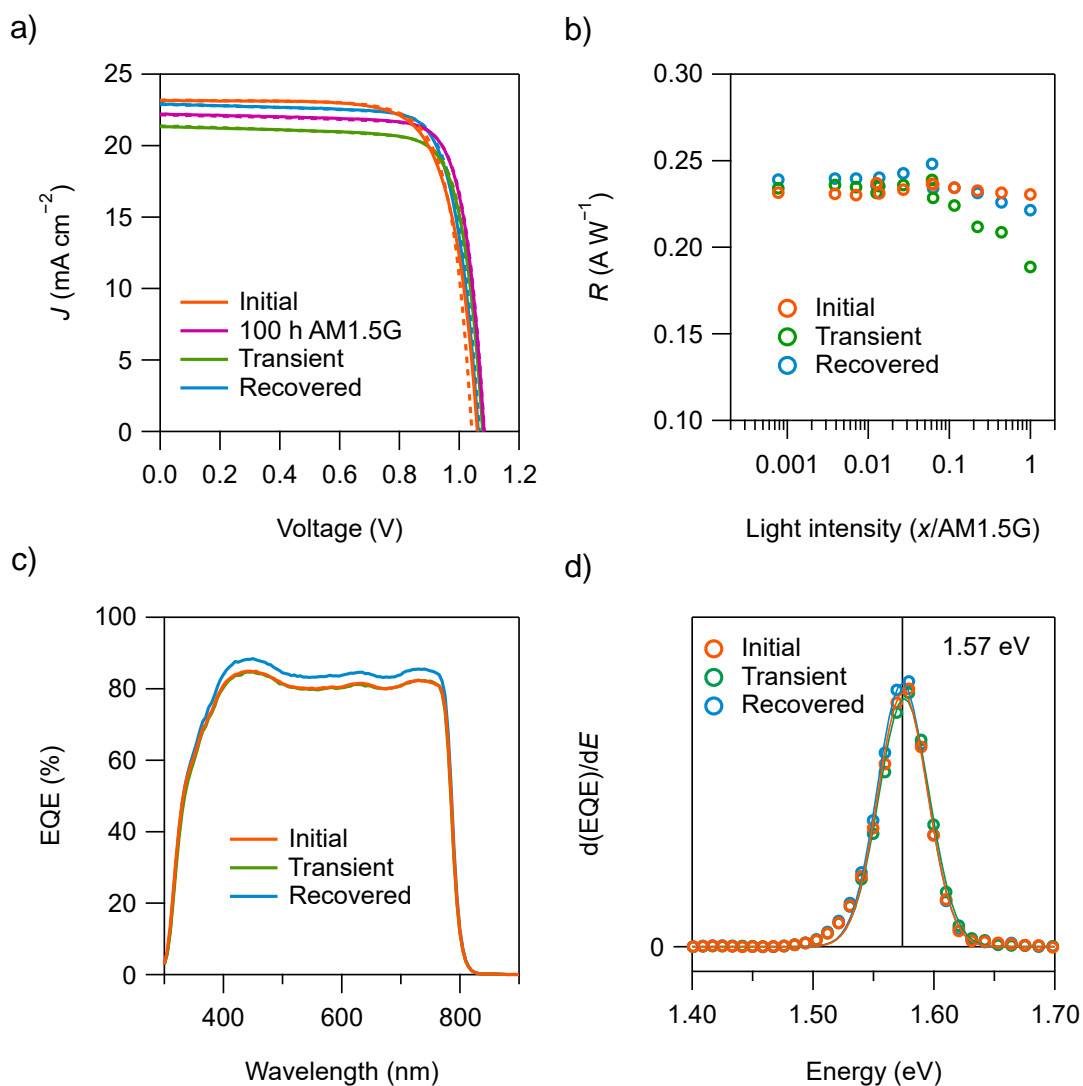 a)
25
20
15
10
5
0
J (mA cm⁻²)
Initial
100 h AM1.5G
Transient
Recovered
0.0 0.2 0.4 0.6 0.8 1.0 1.2
Voltage (V)
b)
0.30
0.25
0.20
0.15
0.10
R (A W⁻¹)
Initial
Transient
Recovered
0.001 0.01 0.1 1
Light intensity (x/AM1.5G)
c)
100
80
60
40
20
0
EQE (%)
Initial
Transient
Recovered
400 600 800
Wavelength (nm)
d)
Initial
Transient
Recovered
1.57 eV
d(EQE)/dE
0
1.40 1.50 1.60 1.70
Energy (eV)